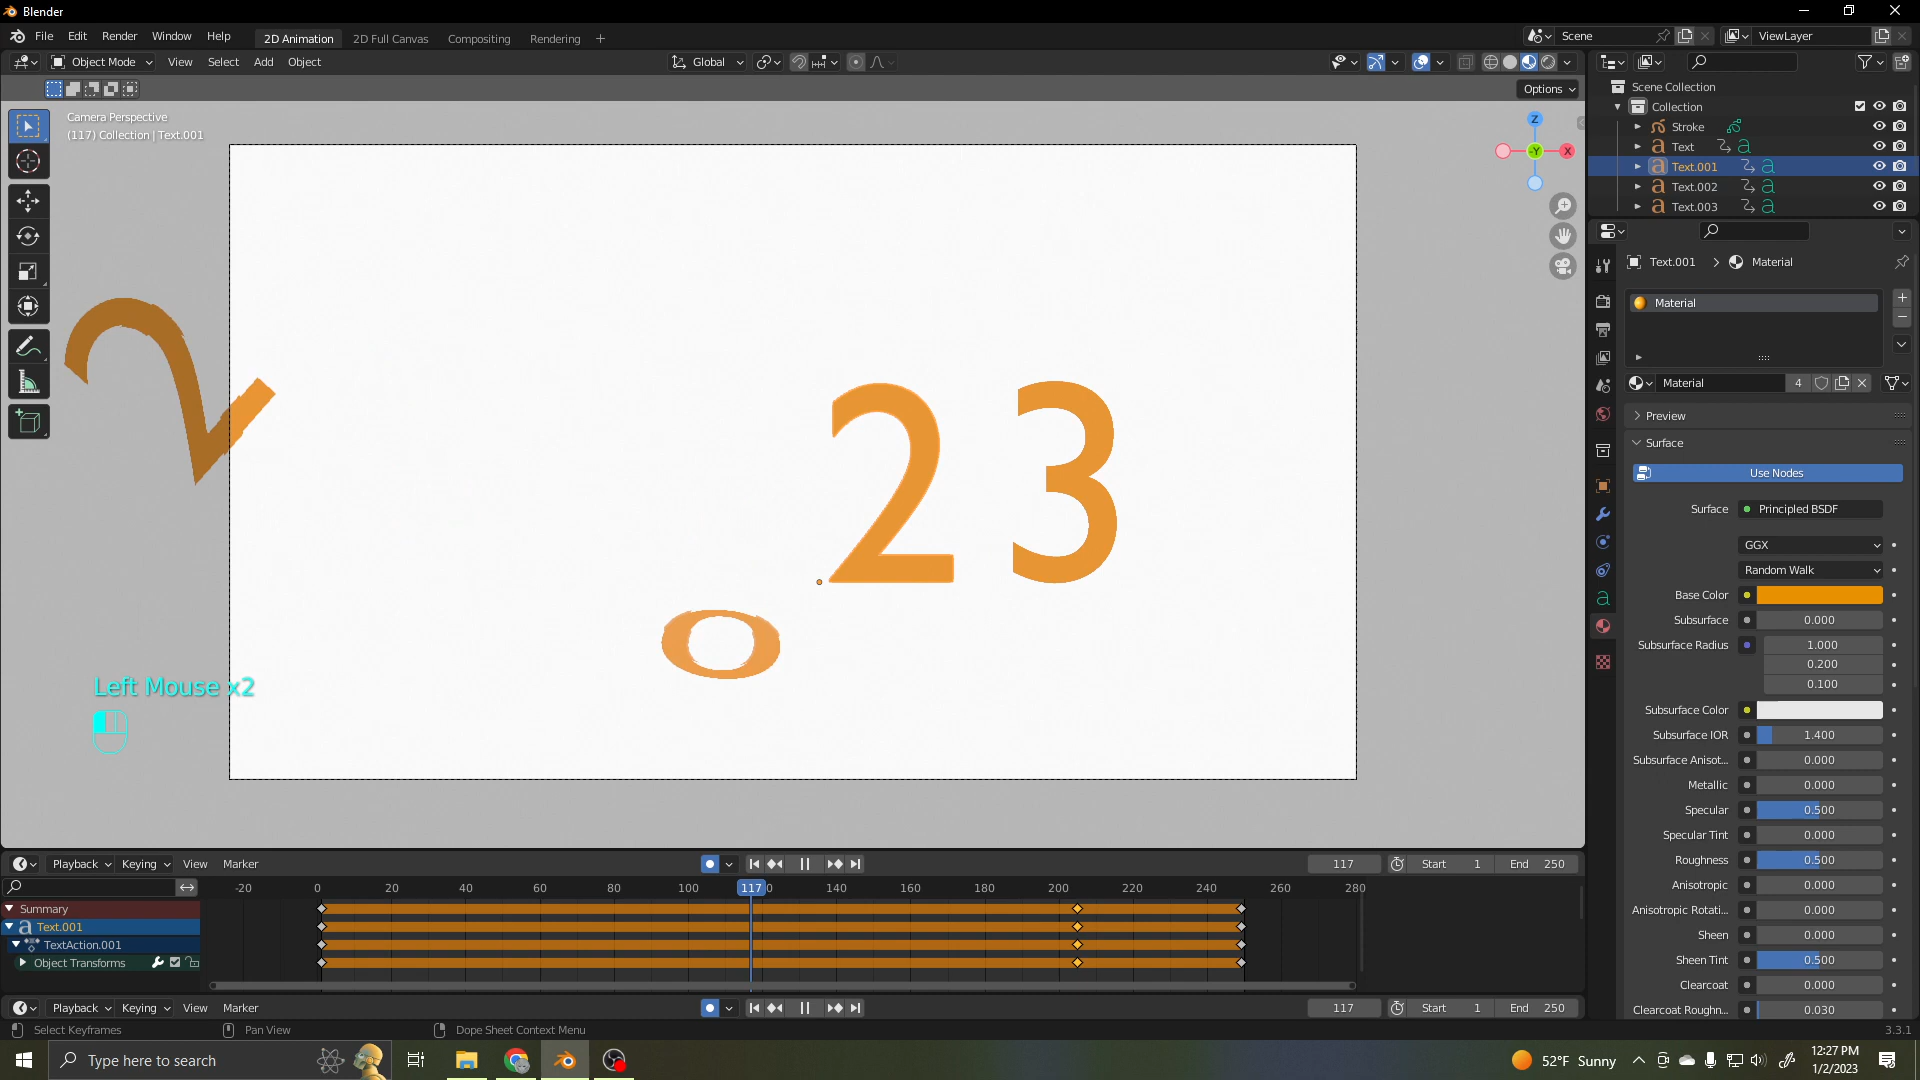 Blender
File Edit Render Window Help 2D Animation 2D Full Canvas Compositing Rendering + Scene ViewLayer
Object Mode View Select Add Object Global
Options
Camera Perspective
(117) Collection | Text.001
Z
-Y
X
2
2 3
0
Left Mouse x2
Scene Collection
Collection
Stroke
Text
Text.001
Text.002
Text.003
Text.001 > Material
Material
Material 4
Preview
Surface
Use Nodes
Surface Principled BSDF
GGX
Random Walk
Base Color
Subsurface 0.000
Subsurface Radius 1.000
0.200
0.100
Subsurface Color
Subsurface IOR 1.400
Subsurface Anisot... 0.000
Metallic 0.000
Specular 0.500
Specular Tint 0.000
Roughness 0.500
Anisotropic 0.000
Anisotropic Rotati... 0.000
Sheen 0.000
Sheen Tint 0.500
Clearcoat 0.000
Clearcoat Roughn... 0.030
Playback Keying View Marker 117 Start 1 End 250
-20 0 20 40 60 80 100 117 0 140 160 180 200 220 240 260 280
Summary
Text.001
TextAction.001
Object Transforms
Playback Keying View Marker 117 Start 1 End 250
Select Keyframes Pan View Dope Sheet Context Menu 3.3.1
Type here to search 52°F Sunny 12:27 PM
1/2/2023